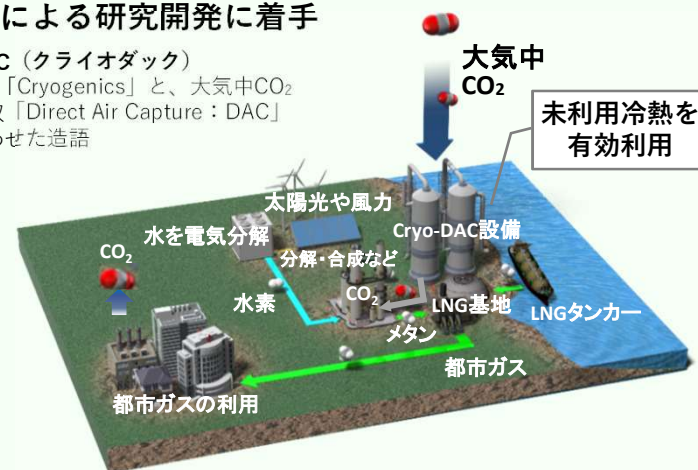 による研究開発に着手
C（クライオダック）
「Cryogenics」と、大気中CO₂
「Direct Air Capture：DAC」
わせた造語
大気中
CO₂
未利用冷熱を
有効利用
太陽光や風力
水を電気分解
Cryo-DAC設備
分解・合成など
CO₂
CO₂
水素
LNG基地
LNGタンカー
メタン
都市ガス
都市ガスの利用